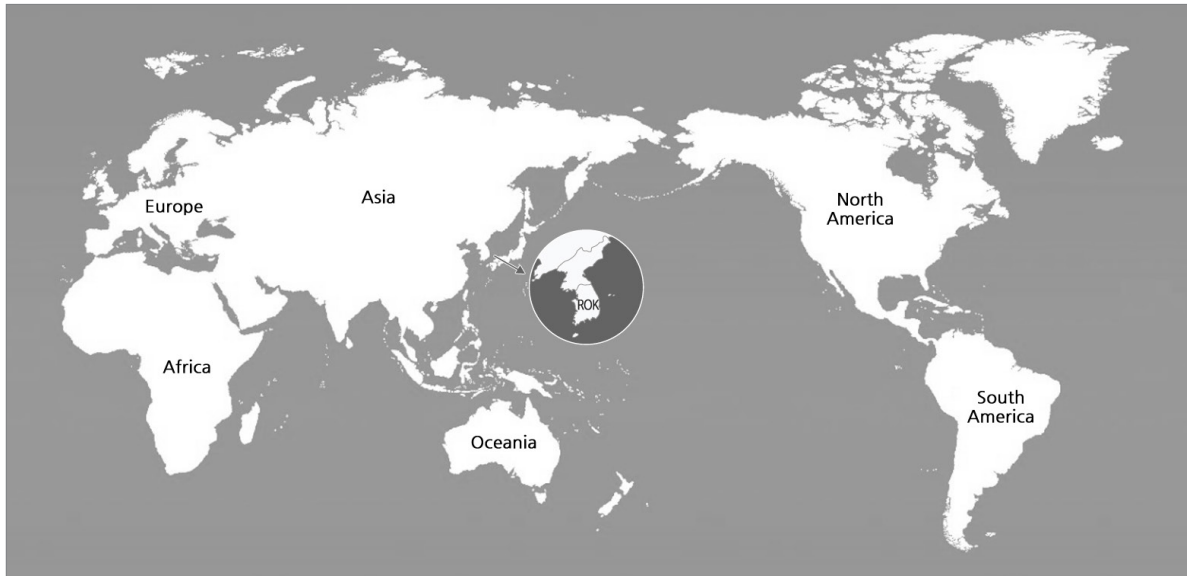 Europe
Asia
North
America
ROK
Africa
Oceania
South
America